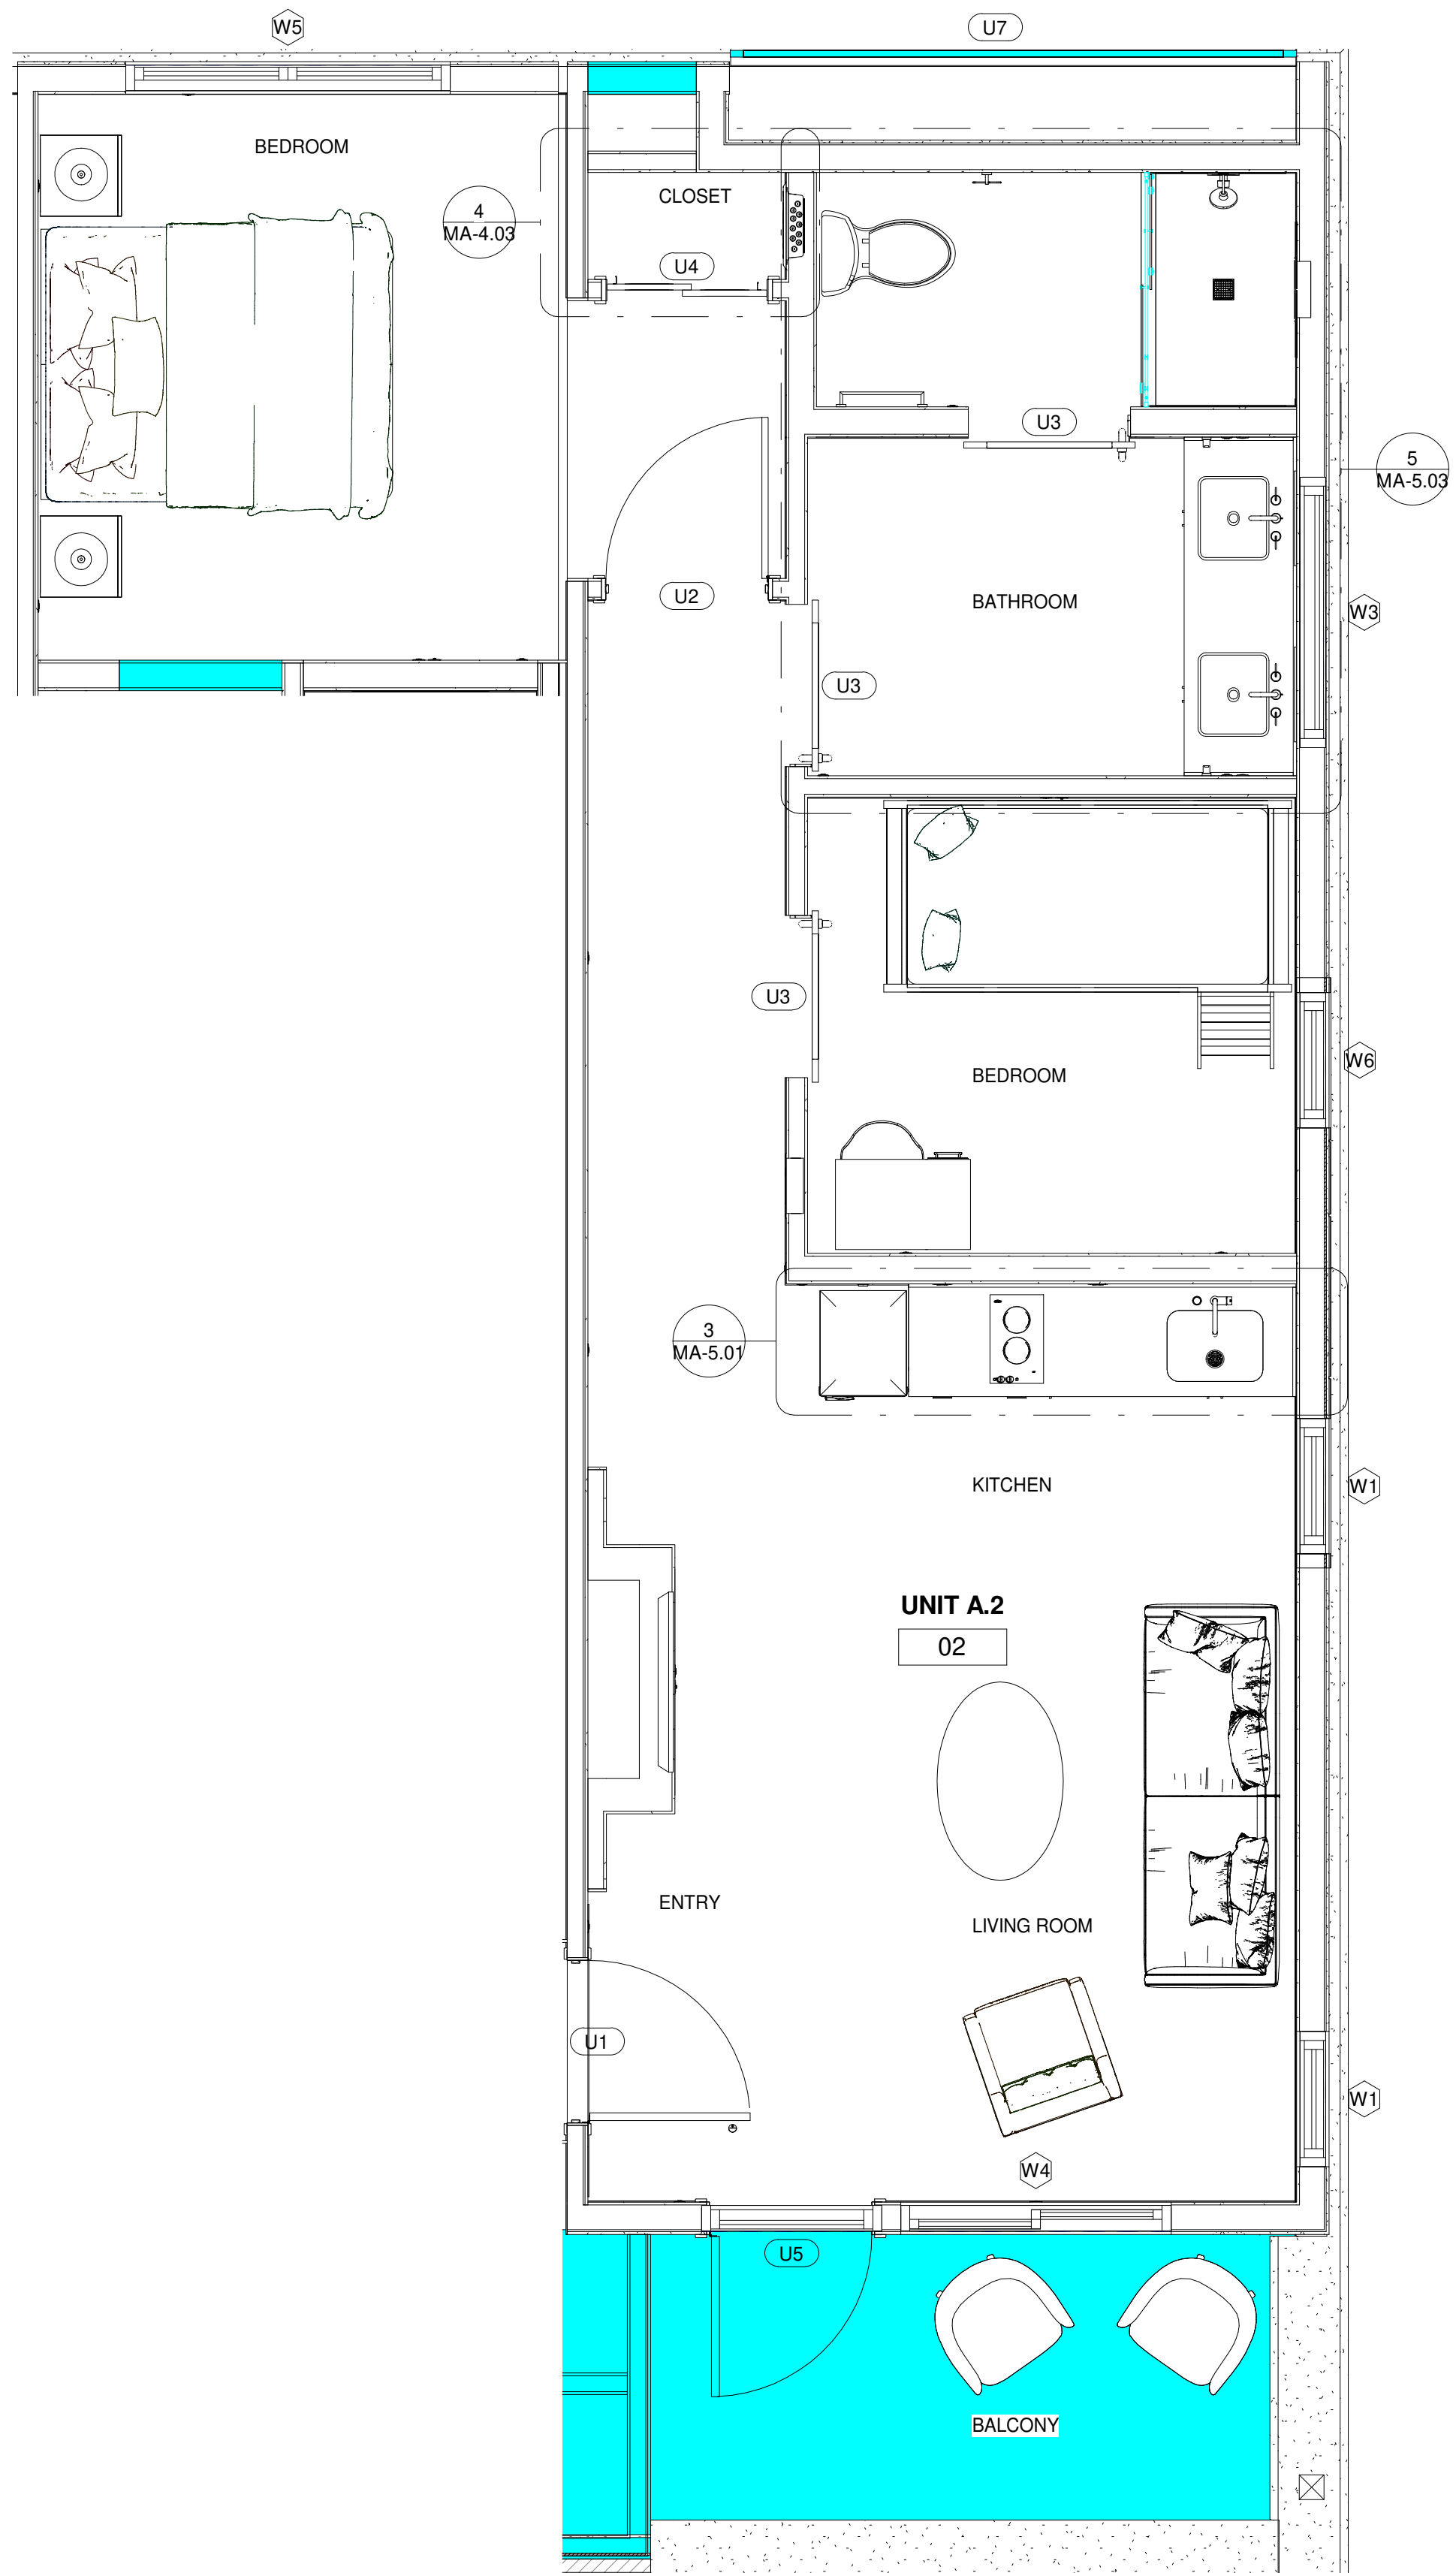 W5
U7
BEDROOM
CLOSET
4
MA-4.03
U4
U3
5
MA-5.03
U2
BATHROOM
W3
U3
U3
W6
BEDROOM
3
MA-5.01
KITCHEN
W1
UNIT A.2
02
ENTRY
LIVING ROOM
U1
W1
W4
U5
BALCONY